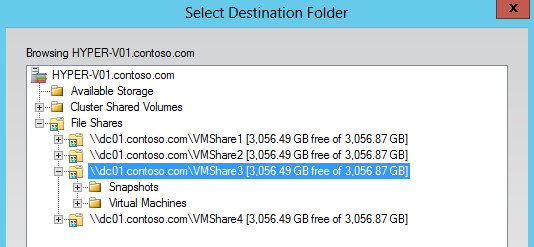 Select Destination Folder
x
Browsing HYPER-V01.contoso.com
HYPER-V01.contoso.com
Available Storage
Cluster Shared Volumes
File Shares
\\dc01.contoso.com\VMShare1 [3,056.49 GB free of 3,056.87 GB]
\\dc01.contoso.com\VMShare2 [3,056.49 GB free of 3,056.87 GB]
\\dc01.contoso.com\VMShare3 [3,056.49 GB free of 3,056.87 GB]
Snapshots
Virtual Machines
\\dc01.contoso.com\VMShare4 [3,056.49 GB free of 3,056.87 GB]